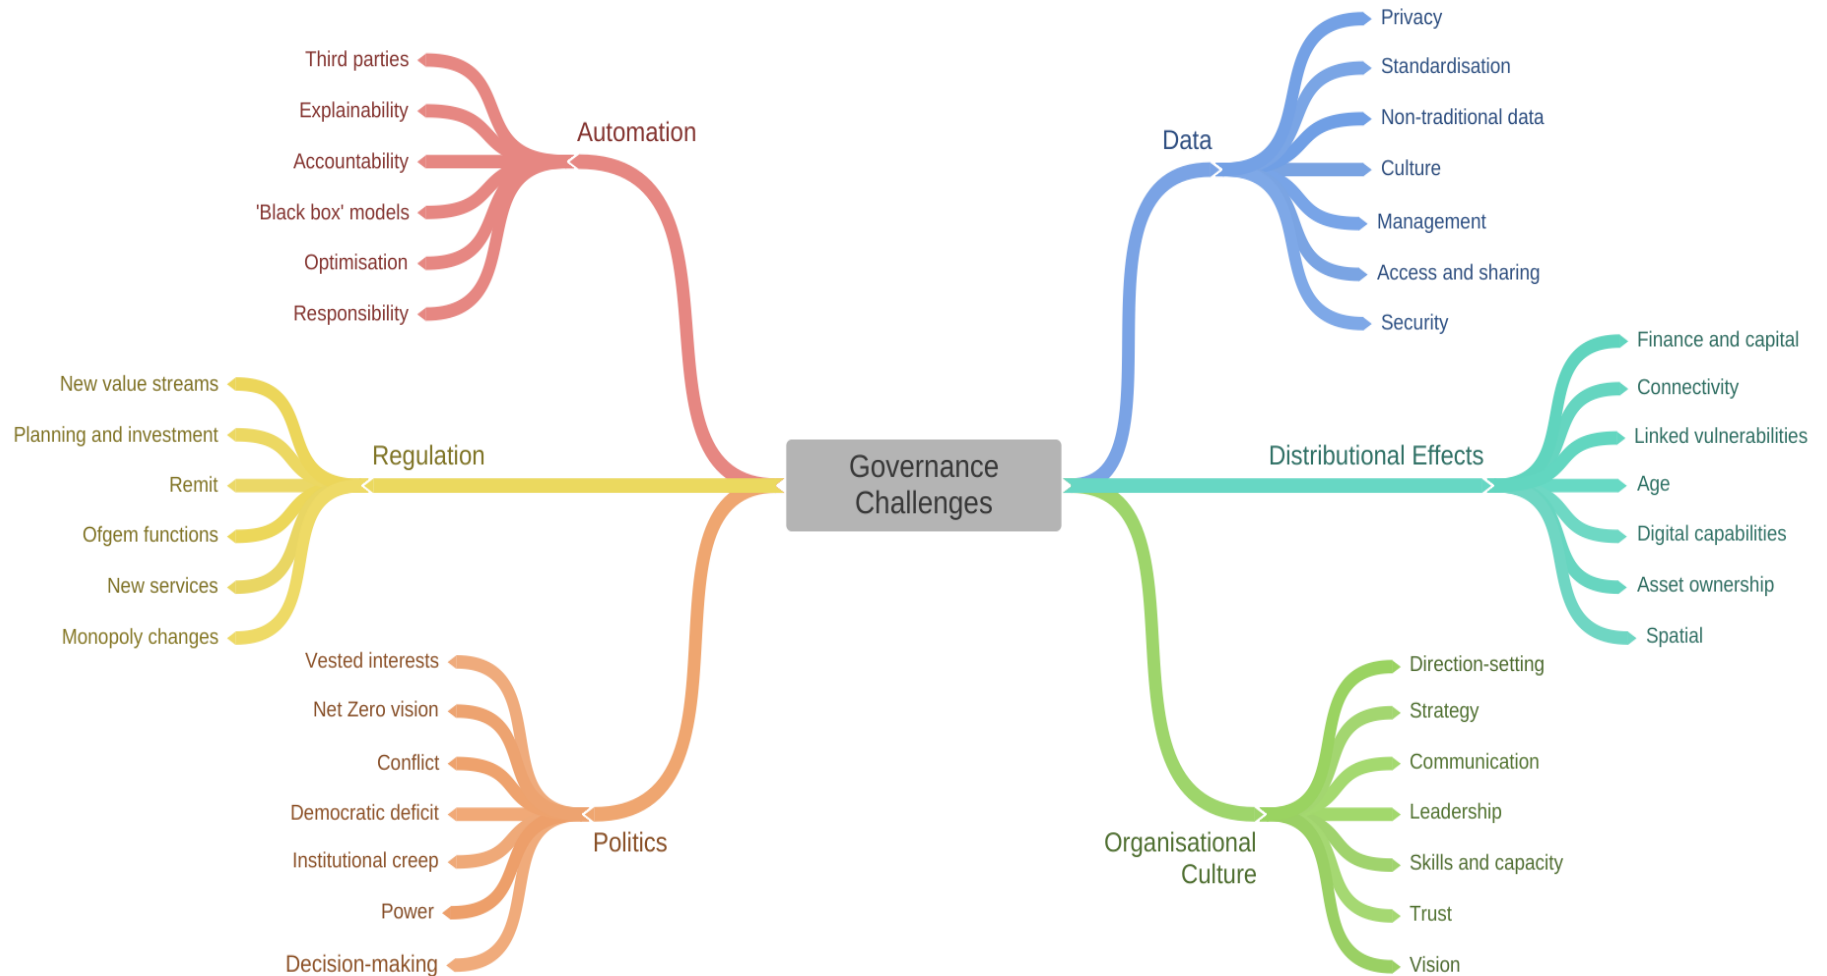 Governance
Challenges
Automation
Third parties
Explainability
Accountability
'Black box' models
Optimisation
Responsibility
Regulation
New value streams
Planning and investment
Remit
Ofgem functions
New services
Monopoly changes
Politics
Vested interests
Net Zero vision
Conflict
Democratic deficit
Institutional creep
Power
Decision-making
Data
Privacy
Standardisation
Non-traditional data
Culture
Management
Access and sharing
Security
Distributional Effects
Finance and capital
Connectivity
Linked vulnerabilities
Age
Digital capabilities
Asset ownership
Spatial
Organisational
Culture
Direction-setting
Strategy
Communication
Leadership
Skills and capacity
Trust
Vision